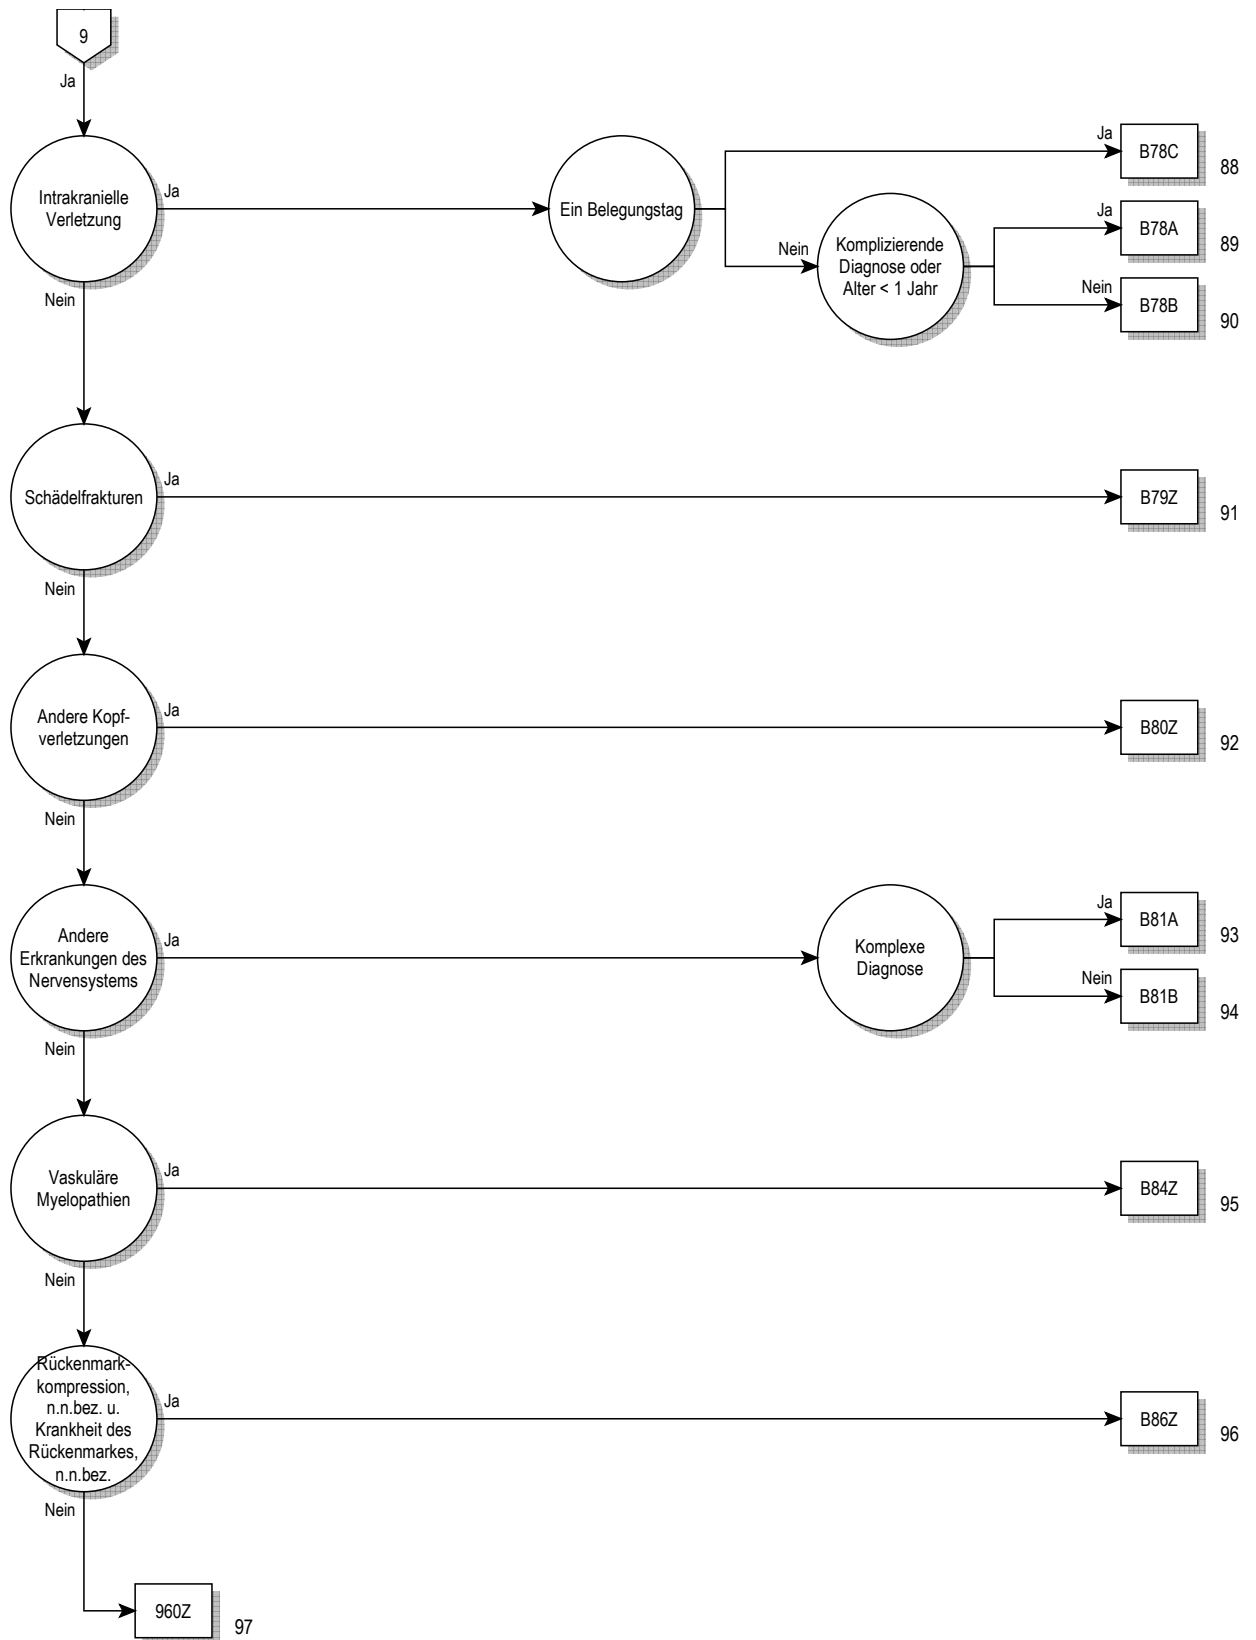 9
Ja
Intrakranielle
Verletzung
Ja
Ein Belegungstag
Ja
B78C
88
Nein
Komplizierende
Diagnose oder
Alter < 1 Jahr
Ja
B78A
89
Nein
B78B
90
Nein
Schädelfrakturen
Ja
B79Z
91
Nein
Andere Kopf-
verletzungen
Ja
B80Z
92
Nein
Andere
Erkrankungen des
Nervensystems
Ja
Komplexe
Diagnose
Ja
B81A
93
Nein
B81B
94
Nein
Vaskuläre
Myelopathien
Ja
B84Z
95
Nein
Rückenmark-
kompression,
n.n.bez. u.
Krankheit des
Rückenmarkes,
n.n.bez.
Ja
B86Z
96
Nein
960Z
97